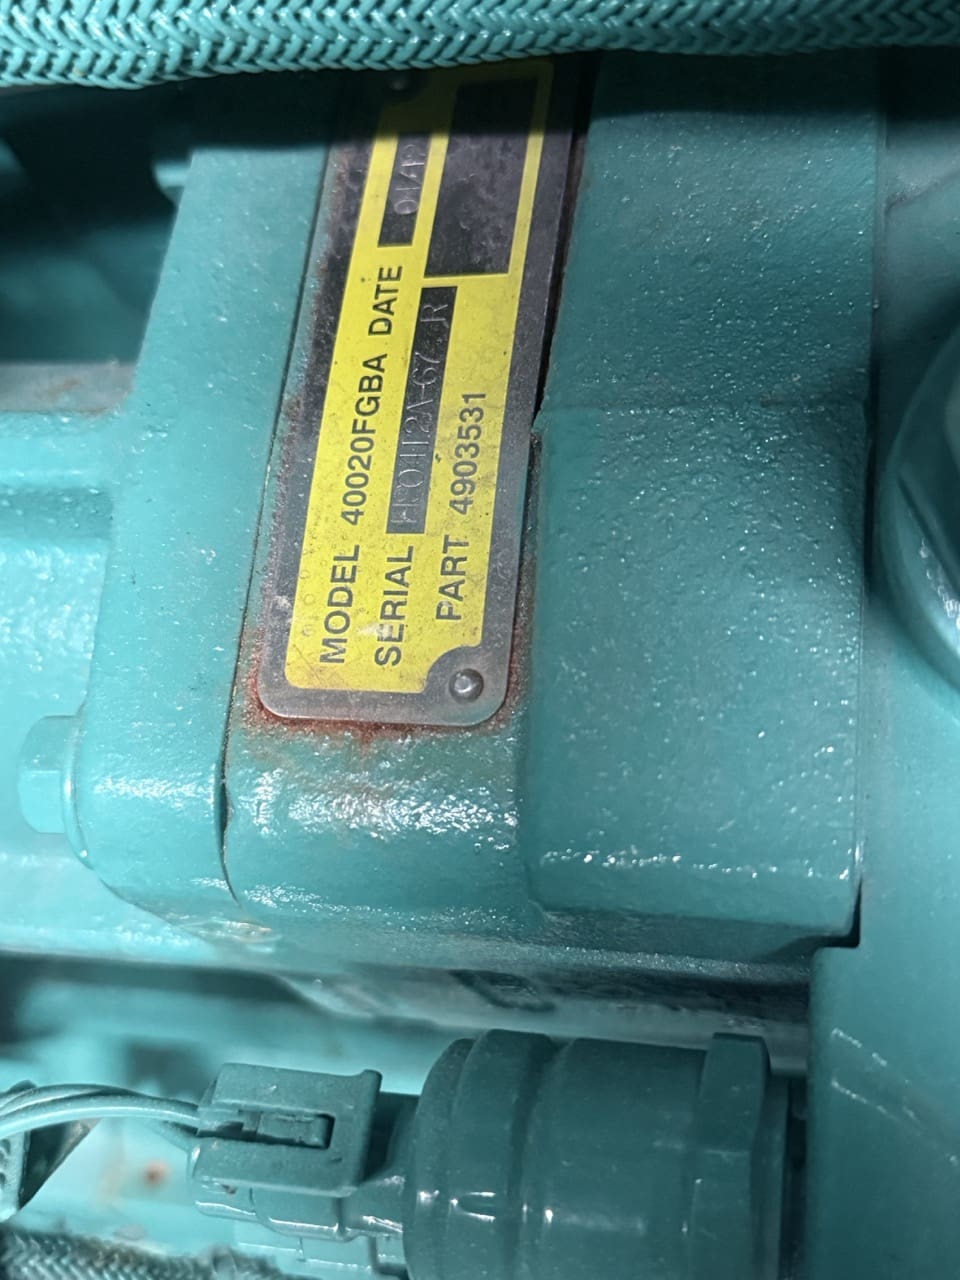 MODEL 40020FGBA DATE
SERIAL
PART 4903531